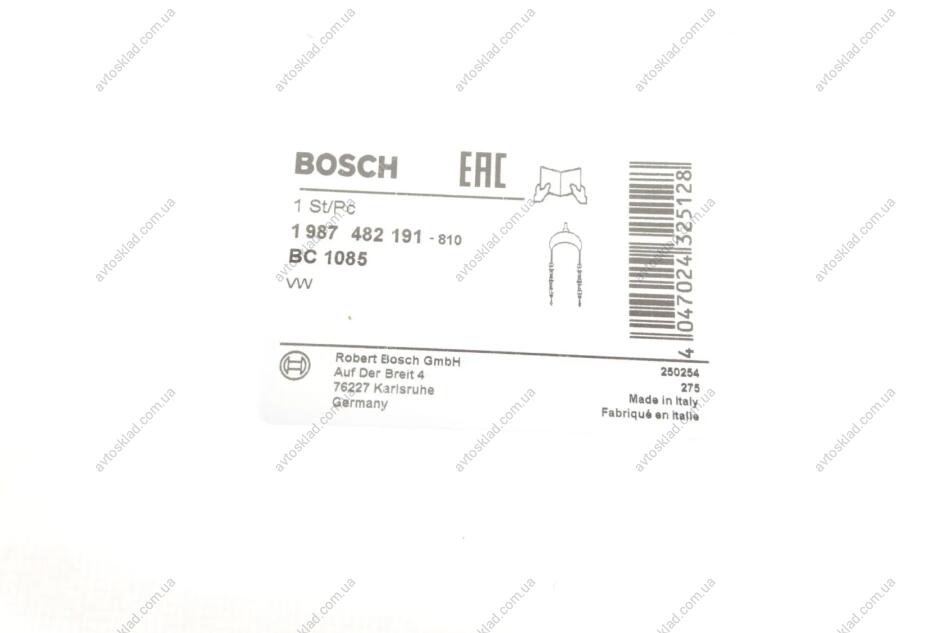 BOSCH EAC
1 St/Pc
1 987 482 191 - 810
BC 1085
VW
4 047024 325128
Robert Bosch GmbH
Auf Der Breit 4
76227 Karlsruhe
Germany
250254
275
Made in Italy
Fabriqué en Italie
avtosklad.com.ua